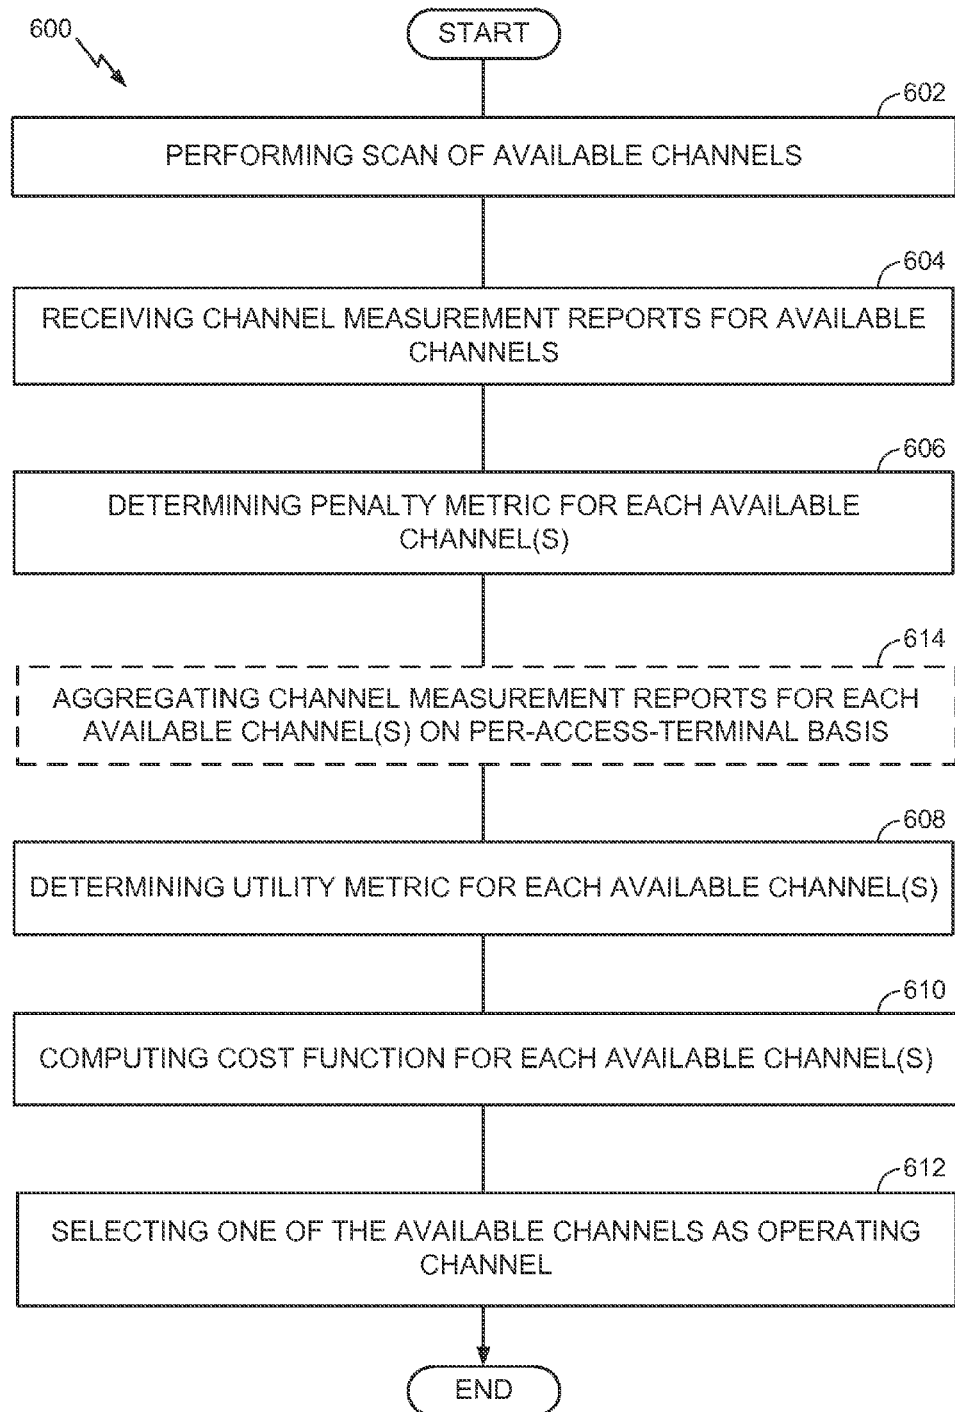 600
START
602
PERFORMING SCAN OF AVAILABLE CHANNELS
604
RECEIVING CHANNEL MEASUREMENT REPORTS FOR AVAILABLE
CHANNELS
606
DETERMINING PENALTY METRIC FOR EACH AVAILABLE
CHANNEL(S)
614
AGGREGATING CHANNEL MEASUREMENT REPORTS FOR EACH
AVAILABLE CHANNEL(S) ON PER-ACCESS-TERMINAL BASIS
608
DETERMINING UTILITY METRIC FOR EACH AVAILABLE CHANNEL(S)
610
COMPUTING COST FUNCTION FOR EACH AVAILABLE CHANNEL(S)
612
SELECTING ONE OF THE AVAILABLE CHANNELS AS OPERATING
CHANNEL
END